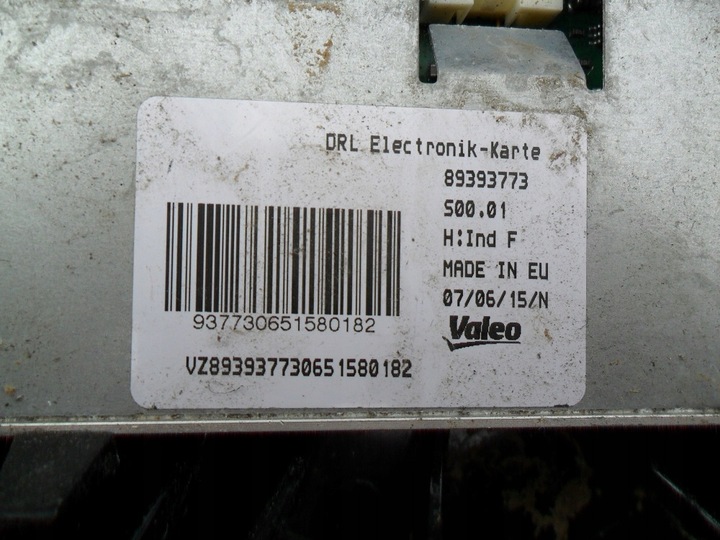 DRL Electronik-Karte
89393773
S00.01
H:Ind F
MADE IN EU
07/06/15/N
Valeo
937730651580182
VZ893937730651580182